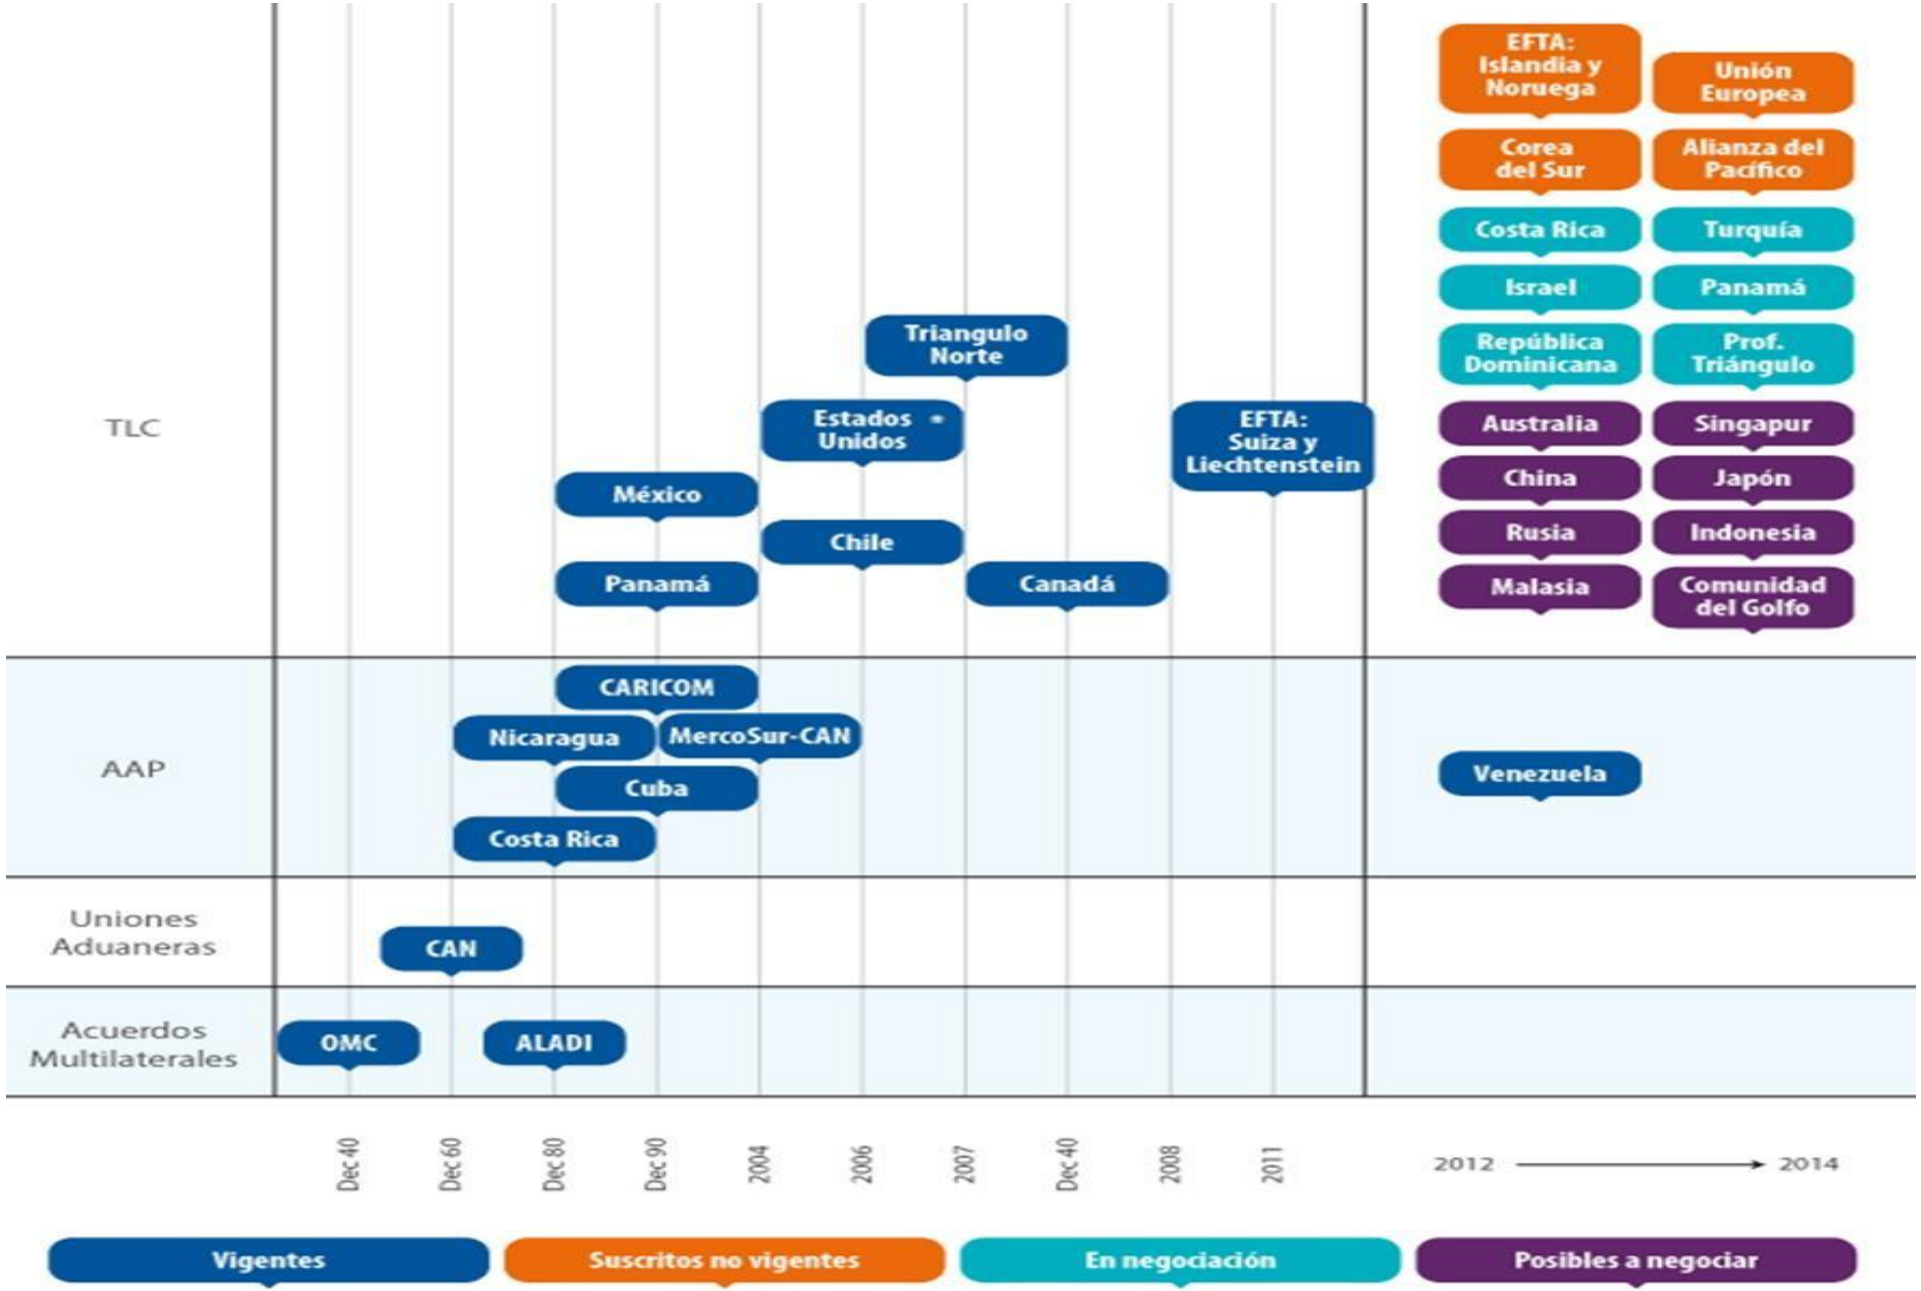 EFTA:
Islandia y
Noruega
Unión
Europea
Corea
del Sur
Alianza del
Pacífico
Costa Rica
Turquía
Israel
Panamá
República
Dominicana
Prof.
Triángulo
Australia
Singapur
China
Japón
Rusia
Indonesia
Malasia
Comunidad
del Golfo
TLC
Triangulo
Norte
Estados *
Unidos
EFTA:
Suiza y
Liechtenstein
México
Chile
Panamá
Canadá
AAP
CARICOM
Nicaragua
MercoSur-CAN
Cuba
Costa Rica
Venezuela
Uniones
Aduaneras
CAN
Acuerdos
Multilaterales
OMC
ALADI
Dec 40
Dec 60
Dec 80
Dec 90
2004
2006
2007
Dec 40
2008
2011
2012
2014
Vigentes
Suscritos no vigentes
En negociación
Posibles a negociar